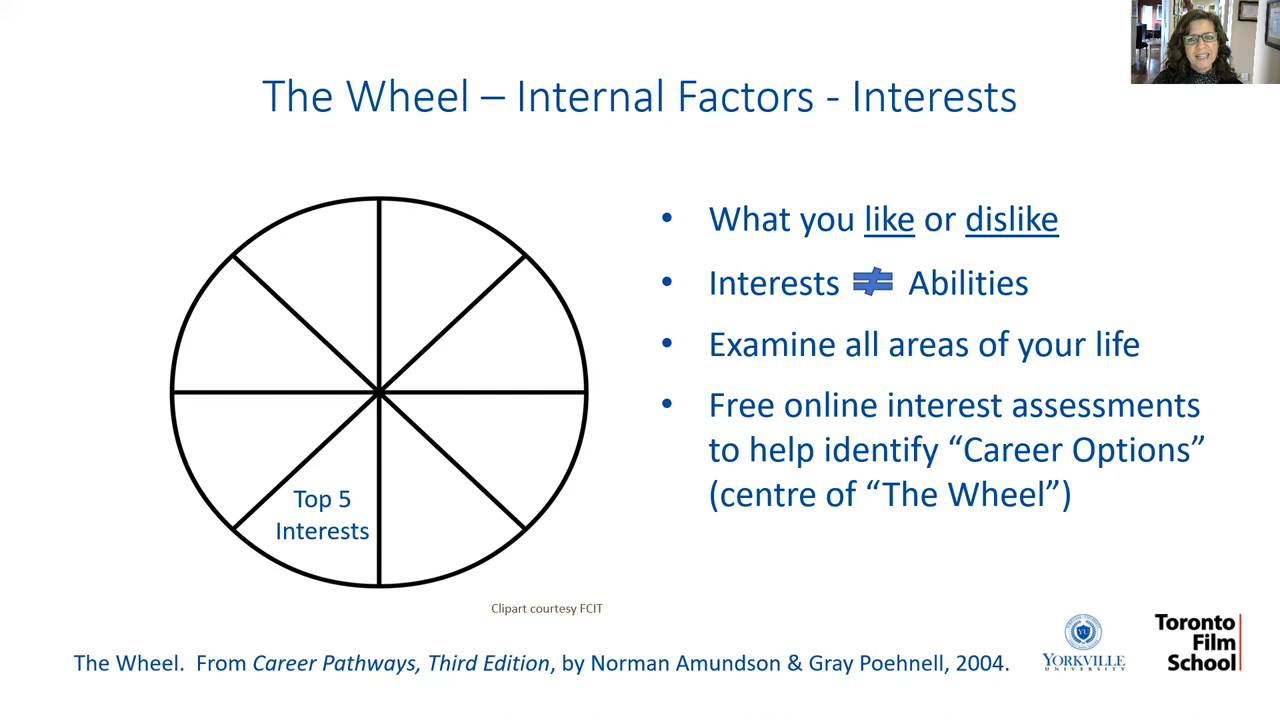 The Wheel – Internal Factors - Interests
• What you like or dislike
• Interests ≠ Abilities
• Examine all areas of your life
• Free online interest assessments
to help identify “Career Options”
(centre of “The Wheel”)
Top 5
Interests
Clipart courtesy FCIT
The Wheel. From Career Pathways, Third Edition, by Norman Amundson & Gray Poehnell, 2004.
YU
YORKVILLE
UNIVERSITY
Toronto
Film
School